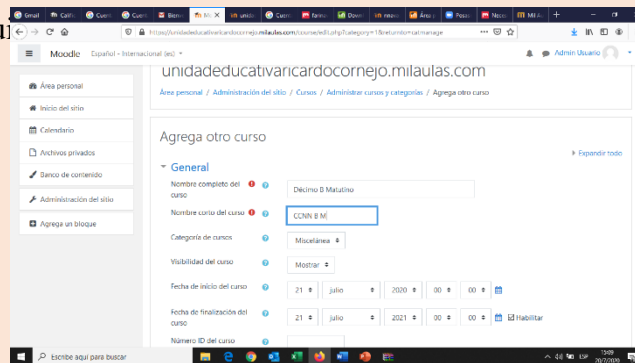 Gmail
Moodle Español - Internacional (es)
Admin Usuario
https://unidadeducativaricardocornejo.milaulas.com/course/edit.php?category=1&returnto=catmanage
unidadeducativaricardocornejo.milaulas.com
Área personal / Administración del sitio / Cursos / Administrar cursos y categorías / Agrega otro curso
Área personal
Inicio del sitio
Calendario
Archivos privados
Banco de contenido
Administración del sitio
Agrega un bloque
Agrega otro curso
Expandir todo
General
Nombre completo del curso
Décimo B Matatino
Nombre corto del curso
CCNN B M
Categoría de cursos
Miscelánea
Visibilidad del curso
Mostrar
Fecha de inicio del curso
21 julio 2020 00 00
Fecha de finalización del curso
21 julio 2021 00 00 Habilitar
Número ID del curso
Escribe aquí para buscar
ESP
15:09
20/7/2020